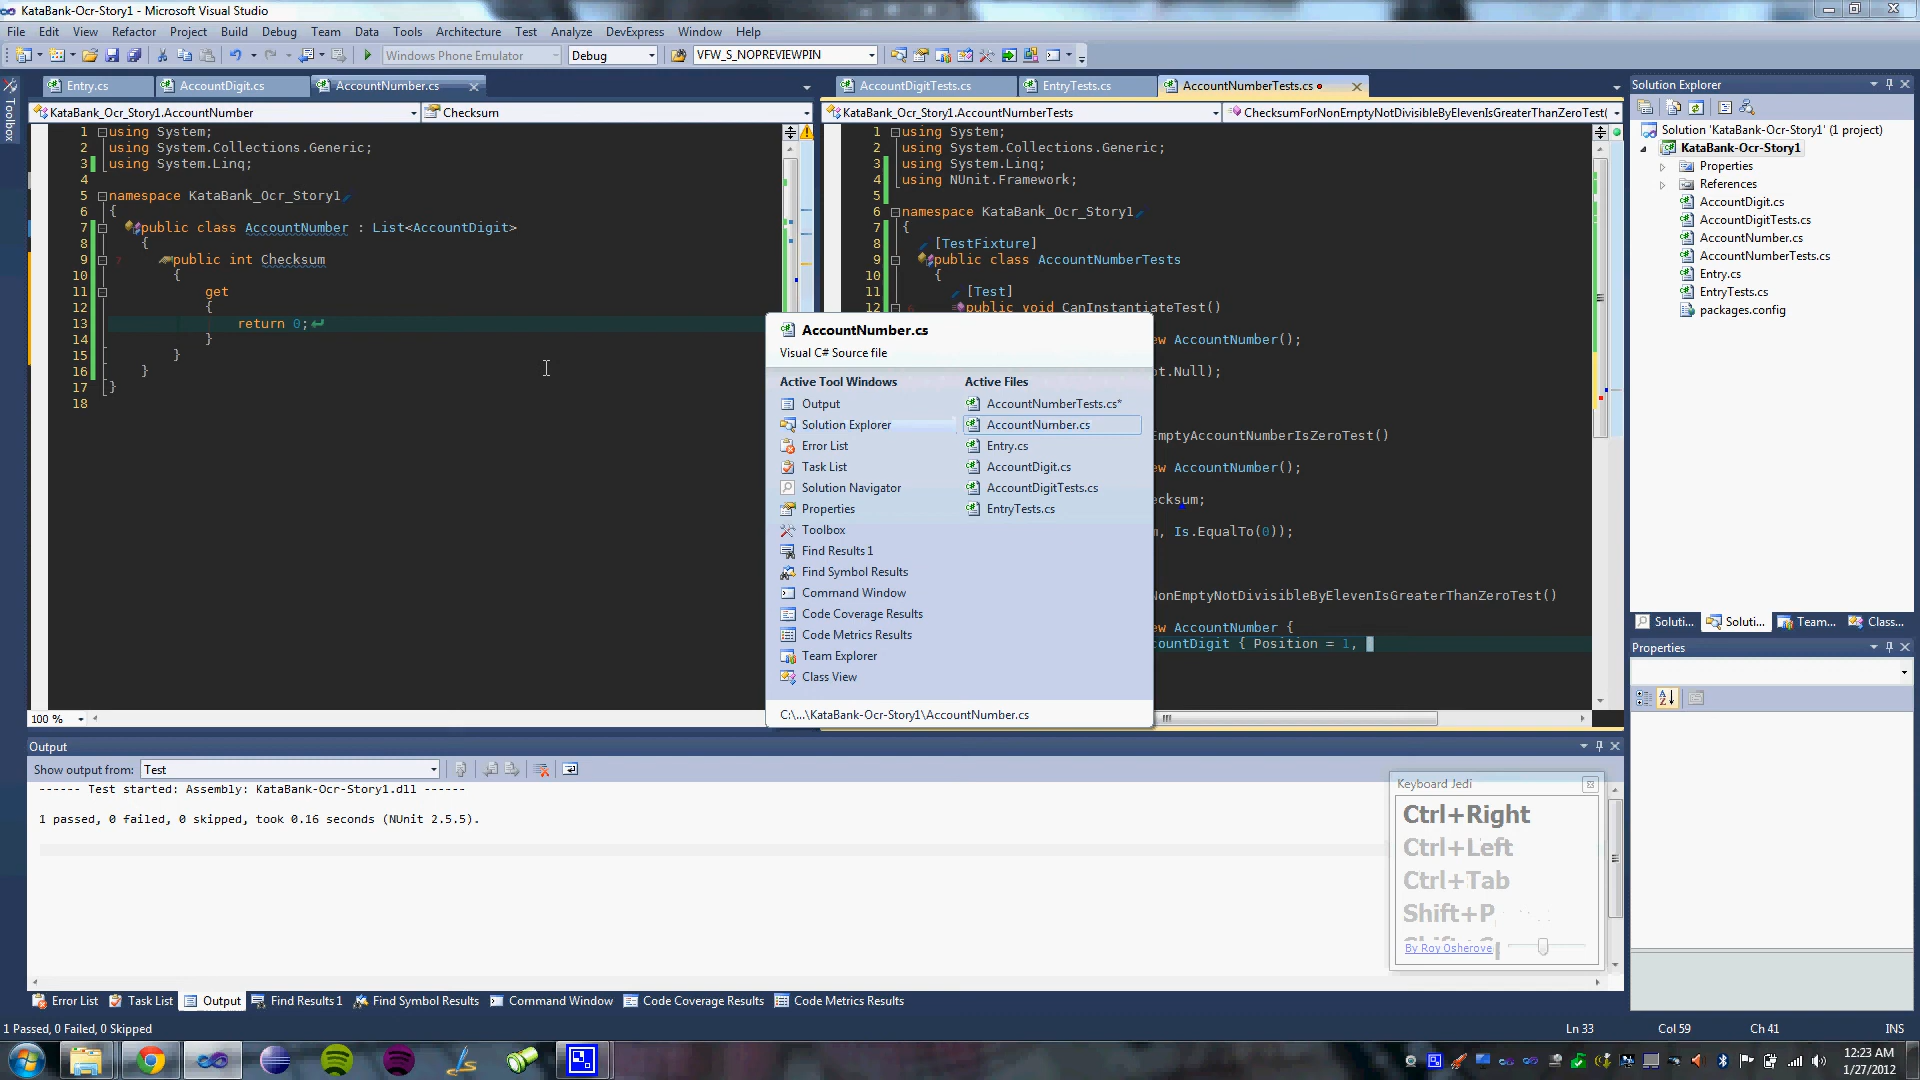 KataBank-Ocr-Story1 - Microsoft Visual Studio
File Edit View Refactor Project Build Debug Team Data Tools Architecture Test Analyze DevExpress Window Help
Windows Phone Emulator Debug VFW_S_NOPREVIEWPIN
Toolbox
Entry.cs AccountDigit.cs AccountNumber.cs
KataBank_Ocr_Story1.AccountNumber Checksum
1 using System;
2 using System.Collections.Generic;
3 using System.Linq;
4
5 namespace KataBank_Ocr_Story1
6 {
7 public class AccountNumber : List<AccountDigit>
8 {
9 public int Checksum
10 {
11 get
12 {
13 return 0;
14 }
15 }
16 }
17 }
18
100 %
AccountDigitTests.cs EntryTests.cs AccountNumberTests.cs
KataBank_Ocr_Story1.AccountNumberTests ChecksumForNonEmptyNotDivisibleByElevenIsGreaterThanZeroTest(
1 using System;
2 using System.Collections.Generic;
3 using System.Linq;
4 using NUnit.Framework;
5
6 namespace KataBank_Ocr_Story1
7 {
8 [TestFixture]
9 public class AccountNumberTests
10 {
11 [Test]
12 public void CanInstantiateTest()
ew AccountNumber();
ot.Null);
EmptyAccountNumberIsZeroTest()
ew AccountNumber();
ecksum;
m, Is.EqualTo(0));
NonEmptyNotDivisibleByElevenIsGreaterThanZeroTest()
ew AccountNumber {
countDigit { Position = 1,
AccountNumber.cs
Visual C# Source file
Active Tool Windows
Output
Solution Explorer
Error List
Task List
Solution Navigator
Properties
Toolbox
Find Results 1
Find Symbol Results
Command Window
Code Coverage Results
Code Metrics Results
Team Explorer
Class View
Active Files
AccountNumberTests.cs*
AccountNumber.cs
Entry.cs
AccountDigit.cs
AccountDigitTests.cs
EntryTests.cs
C:\...\KataBank-Ocr-Story1\AccountNumber.cs
Solution Explorer
Solution 'KataBank-Ocr-Story1' (1 project)
KataBank-Ocr-Story1
Properties
References
AccountDigit.cs
AccountDigitTests.cs
AccountNumber.cs
AccountNumberTests.cs
Entry.cs
EntryTests.cs
packages.config
Soluti... Soluti... Team... Class...
Properties
Output
Show output from: Test
------ Test started: Assembly: KataBank-Ocr-Story1.dll ------
1 passed, 0 failed, 0 skipped, took 0.16 seconds (NUnit 2.5.5).
Keyboard Jedi
Ctrl+Right
Ctrl+Left
Ctrl+Tab
Shift+P
By Roy Osherove
Error List Task List Output Find Results 1 Find Symbol Results Command Window Code Coverage Results Code Metrics Results
1 Passed, 0 Failed, 0 Skipped Ln 33 Col 59 Ch 41 INS
12:23 AM
1/27/2012